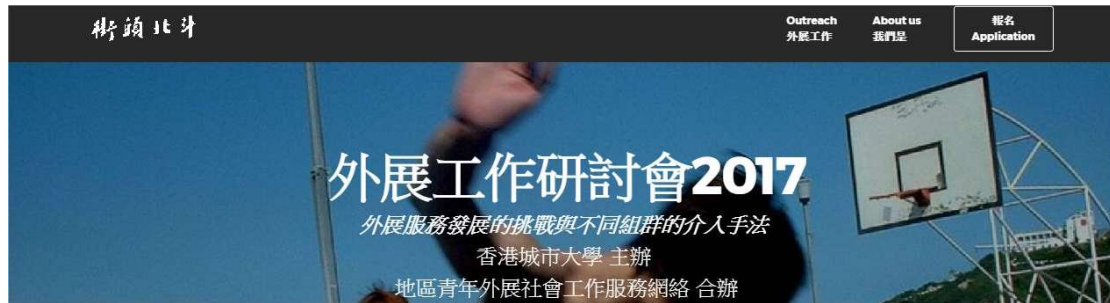 街頭北斗
Outreach
外展工作
About us
我們是
報名
Application
外展工作研討會2017
外展服務發展的挑戰與不同組群的介入手法
香港城市大學 主辦
地區青年外展社會工作服務網絡 合辦